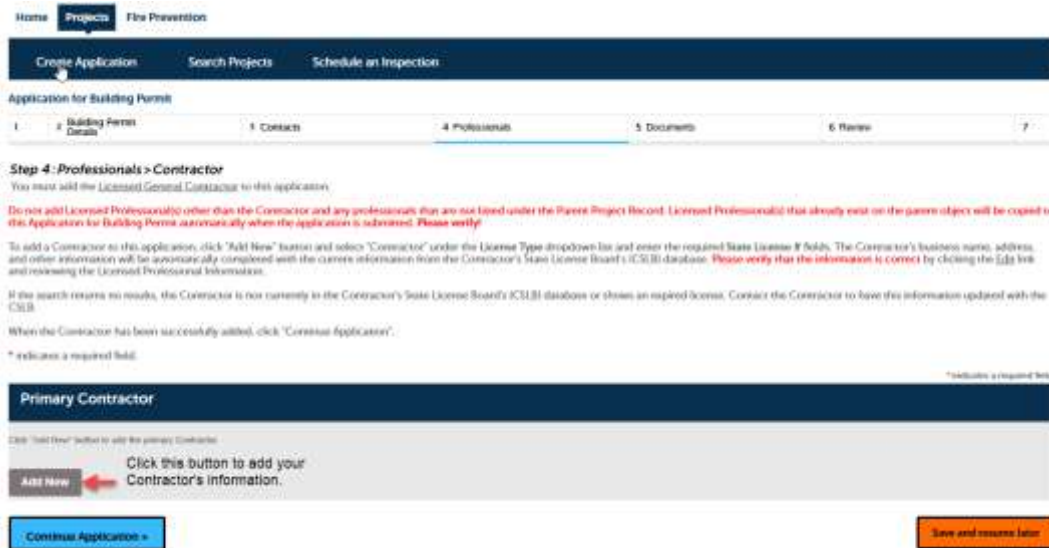 Home Projects Fire Prevention
Create Application Search Projects Schedule an Inspection
Application for Building Permit
1 2 Building Permit Details 3 Contacts 4 Professionals 5 Documents 6 Review 7
Step 4: Professionals > Contractor
You must add the Licensed General Contractor to this application.
Do not add Licensed Professional(s) other than the Contractor and any professionals that are not listed under the Parent Project Record. Licensed Professional(s) that already exist on the parent object will be copied to
this Application for Building Permit automatically when the application is submitted. Please verify!
To add a Contractor to this application, click "Add New" button and select "Contractor" under the License Type dropdown list and enter the required State License # fields. The Contractor's business name, address,
and other information will be automatically completed with the current information from the Contractor's State License Board's (CSLB) database. Please verify that the information is correct by clicking the Edit link
and reviewing the Licensed Professional Information.
If the search returns no results, the Contractor is not currently in the Contractor's State License Board's (CSLB) database or shows an expired license. Contact the Contractor to have this information updated with the
CSLB.
When the Contractor has been successfully added, click "Continue Application".
* indicates a required field.
* indicates a required field
Primary Contractor
Click "Add New" button to add the primary Contractor.
Click this button to add your
Add New Contractor's information.
Continue Application » Save and resume later